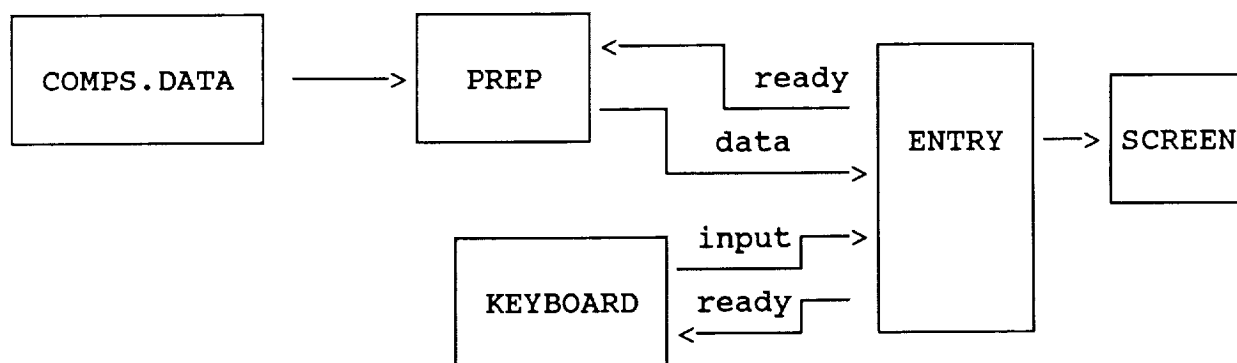 COMPS.DATA
PREP
ready
data
ENTRY
SCREEN
input
KEYBOARD
ready